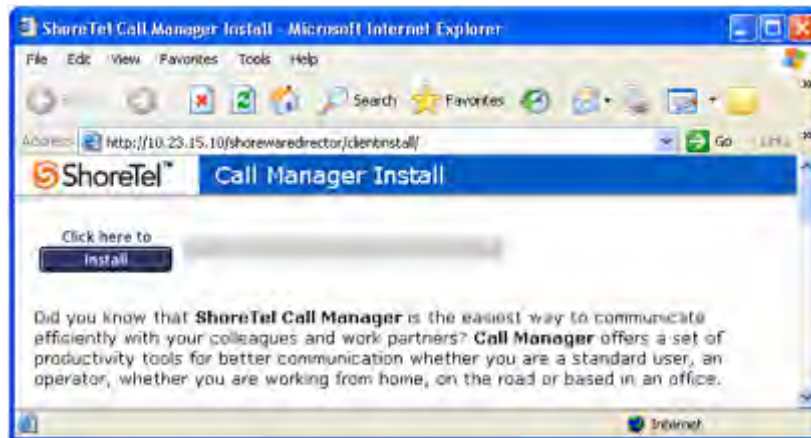 ShoreTel Call Manager Install - Microsoft Internet Explorer
File Edit View Favorites Tools Help
Search Favorites
Address http://10.23.15.10/shorewaredirector/clientinstall/ Go Links
ShoreTel™ Call Manager Install
Click here to
Install
Did you know that ShoreTel Call Manager is the easiest way to communicate
efficiently with your colleagues and work partners? Call Manager offers a set of
productivity tools for better communication whether you are a standard user, an
operator, whether you are working from home, on the road or based in an office.
Internet